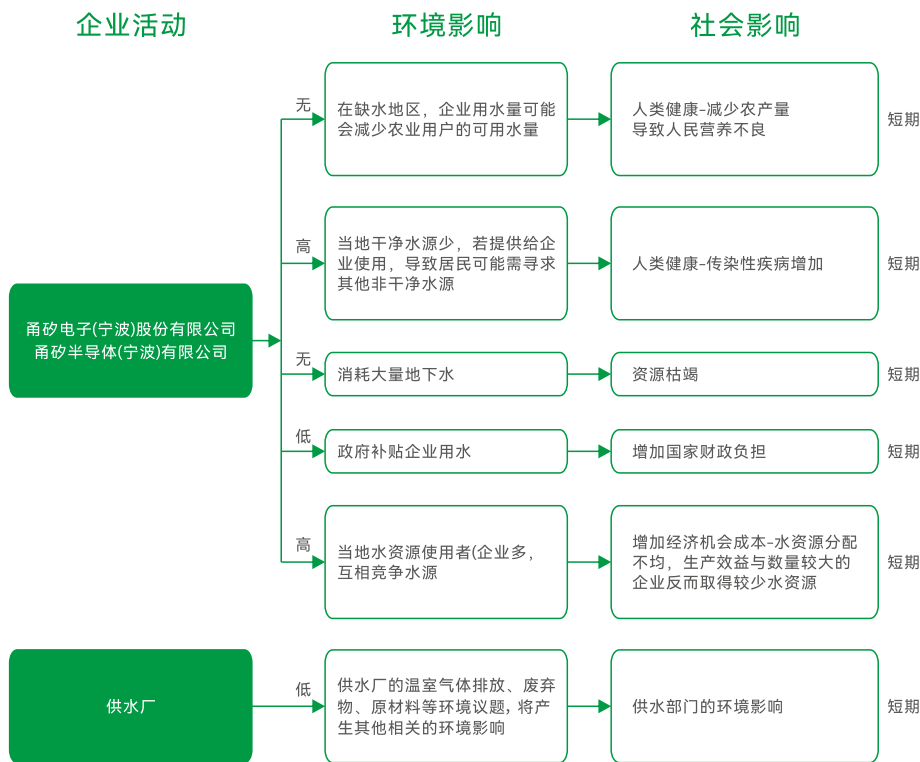 企业活动
环境影响
社会影响
无
在缺水地区，企业用水量可能
会减少农业用户的可用水量
人类健康-减少农产量
导致人民营养不良
短期
高
当地干净水源少，若提供给企
业使用，导致居民可能需寻求
其他非干净水源
人类健康-传染性疾病增加
短期
甬矽电子(宁波)股份有限公司
甬矽半导体(宁波)有限公司
无
消耗大量地下水
资源枯竭
短期
低
政府补贴企业用水
增加国家财政负担
短期
高
当地水资源使用者(企业多，
互相竞争水源
增加经济机会成本-水资源分配
不均，生产效益与数量较大的
企业反而取得较少水资源
短期
供水厂
低
供水厂的温室气体排放、废弃
物、原材料等环境议题，将产
生其他相关的环境影响
供水部门的环境影响
短期